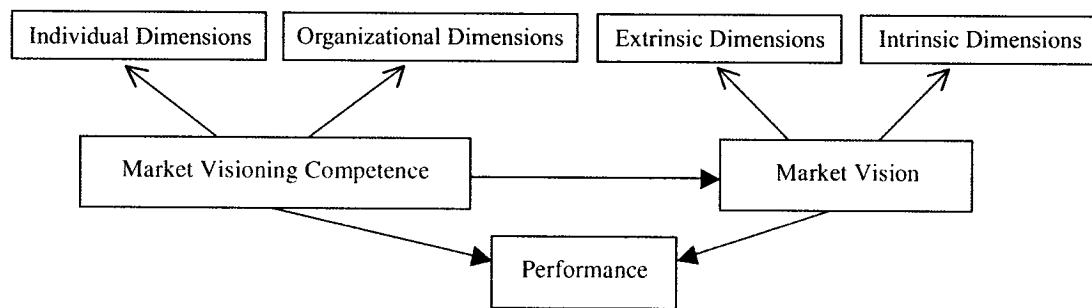 Individual Dimensions
Organizational Dimensions
Extrinsic Dimensions
Intrinsic Dimensions
Market Visioning Competence
Market Vision
Performance